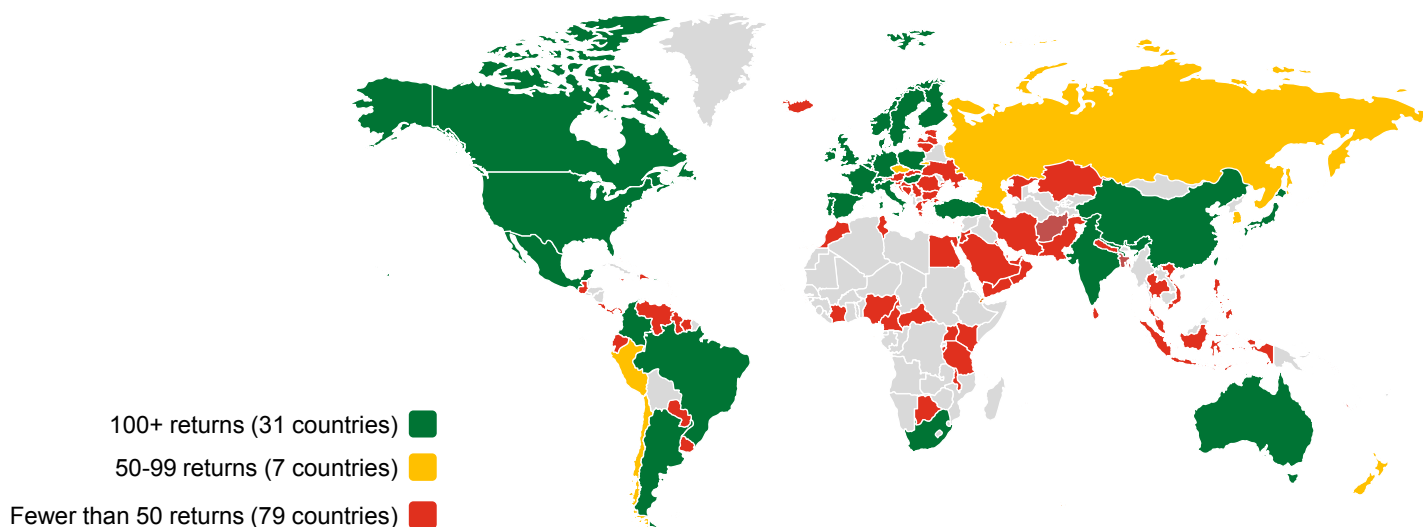 100+ returns (31 countries)
50-99 returns (7 countries)
Fewer than 50 returns (79 countries)